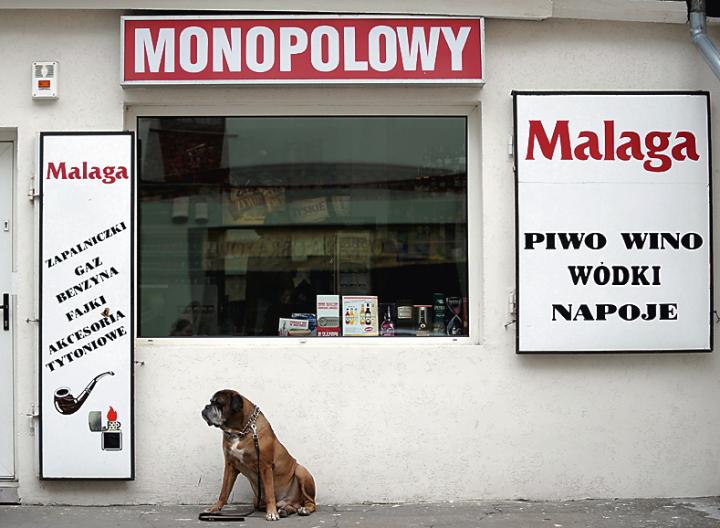 MONOPOLOWY
Malaga
ZAPALNICZKI
GAZ
BENZYNA
FAJKI
AKCESORIA
TYTONIOWE
Malaga
PIWO WINO
WÓDKI
NAPOJE